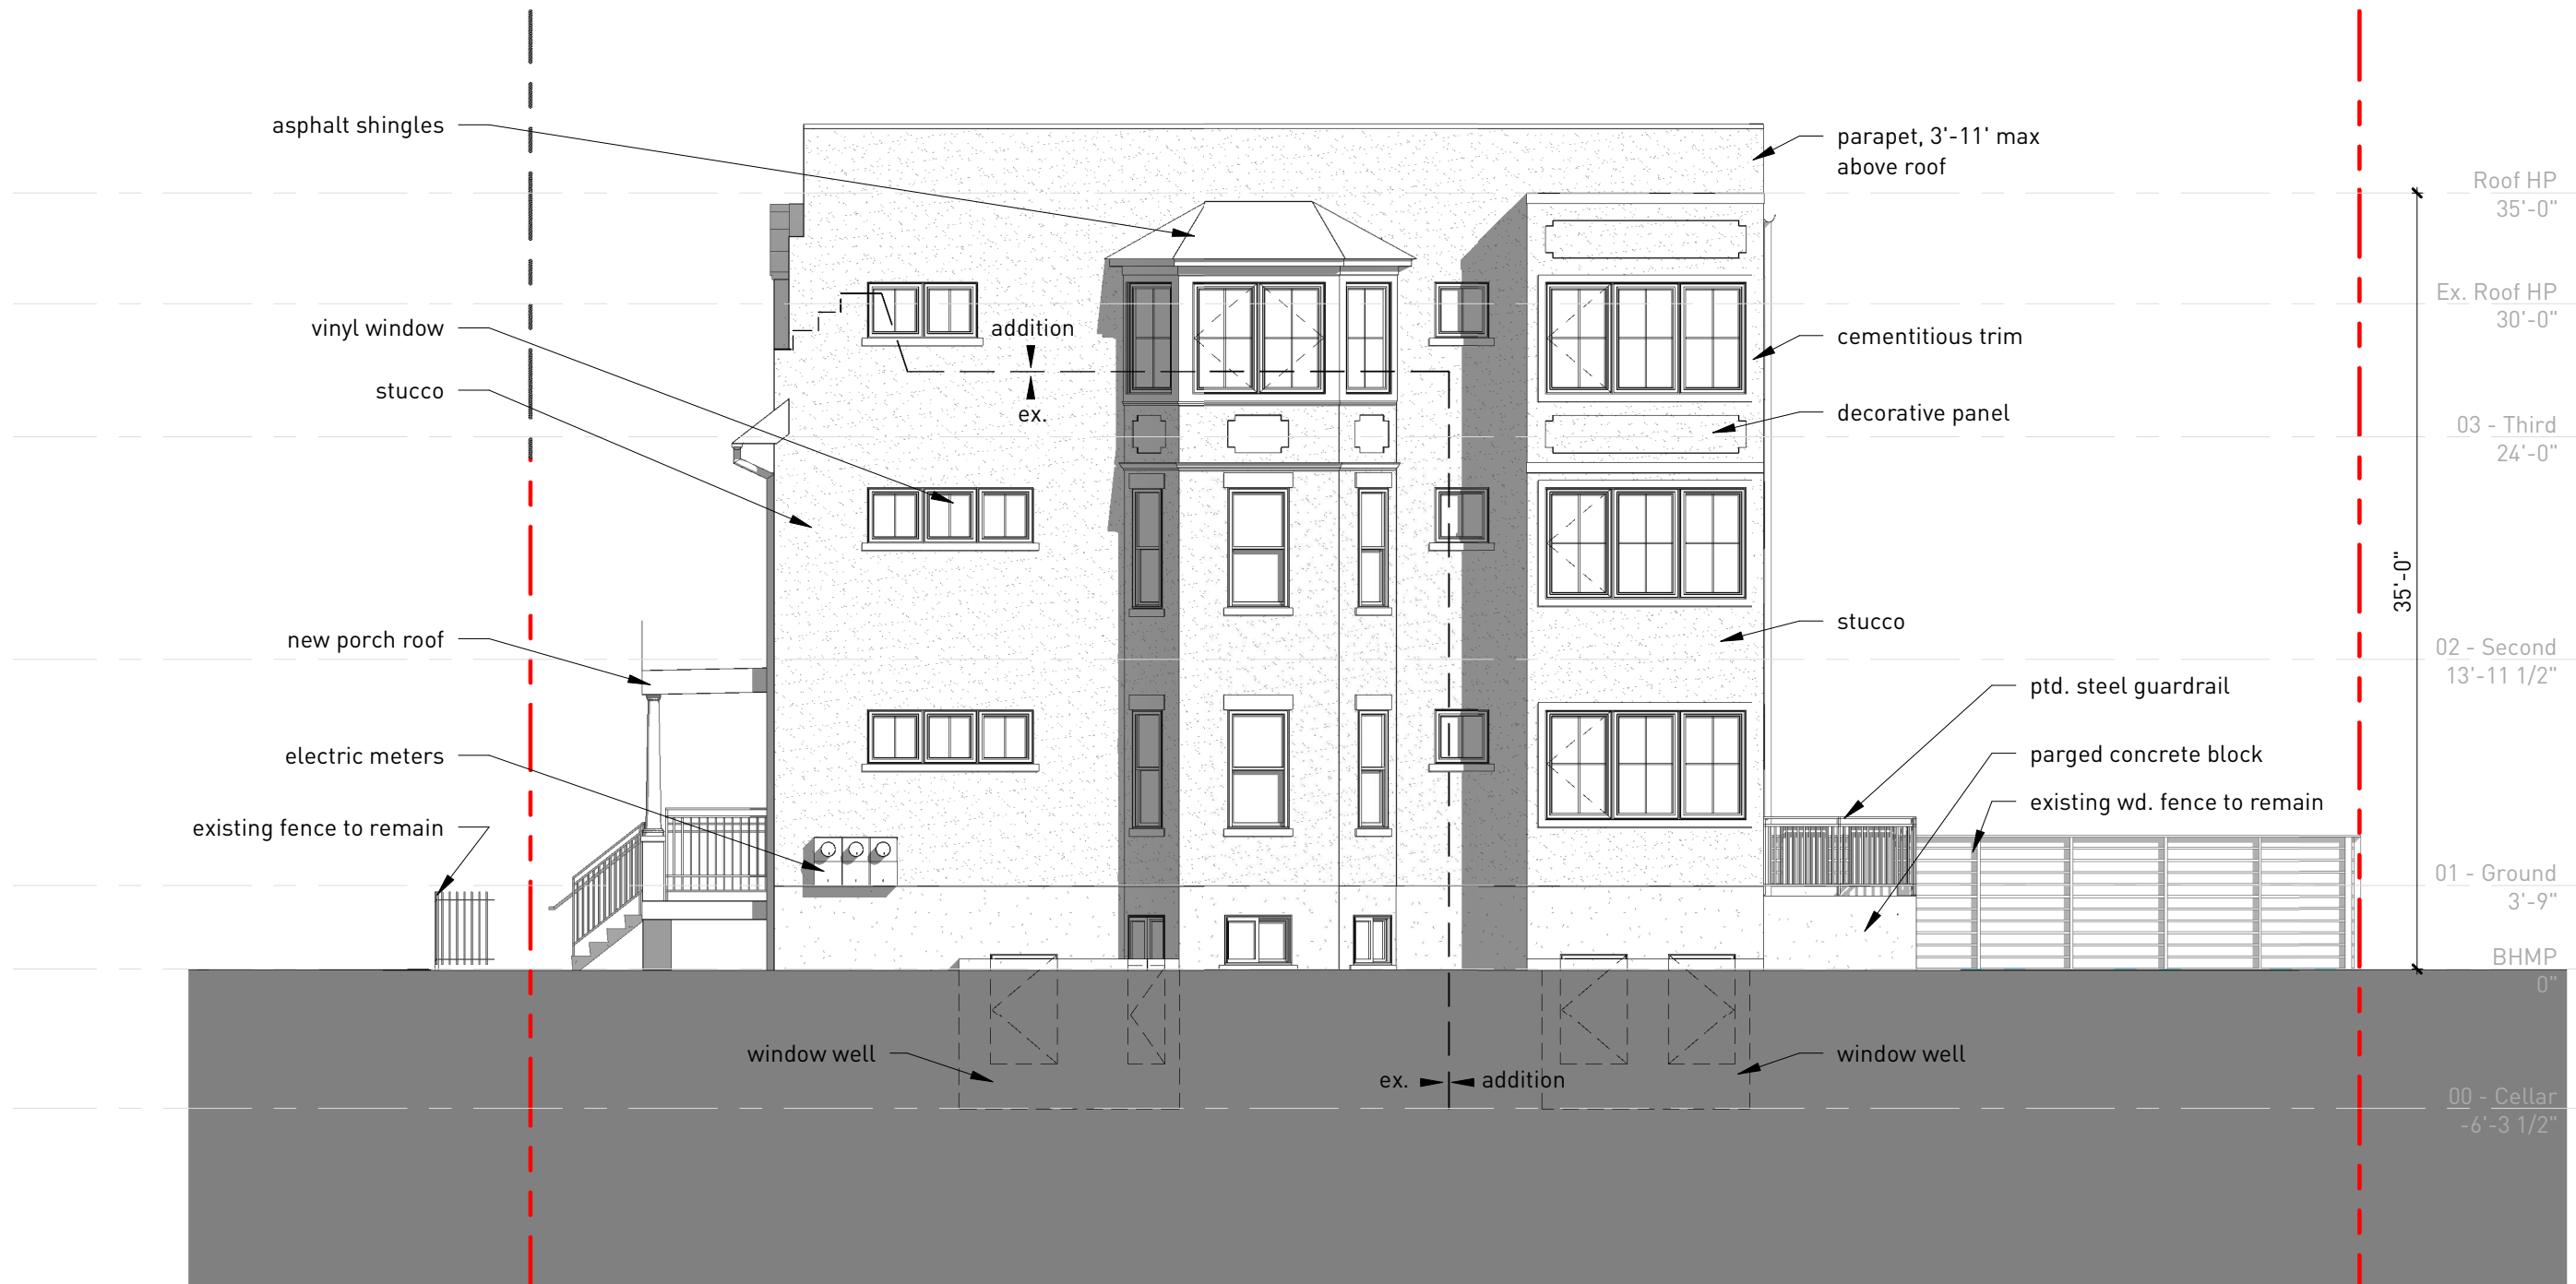 asphalt shingles
parapet, 3'-11' max
above roof
Roof HP
35'-0"
Ex. Roof HP
30'-0"
vinyl window
addition
cementitious trim
stucco
ex.
decorative panel
03 - Third
24'-0"
35'-0"
new porch roof
stucco
02 - Second
13'-11 1/2"
ptd. steel guardrail
electric meters
parged concrete block
existing wd. fence to remain
existing fence to remain
01 - Ground
3'-9"
BHMP
0"
window well
window well
ex.
addition
00 - Cellar
-6'-3 1/2"